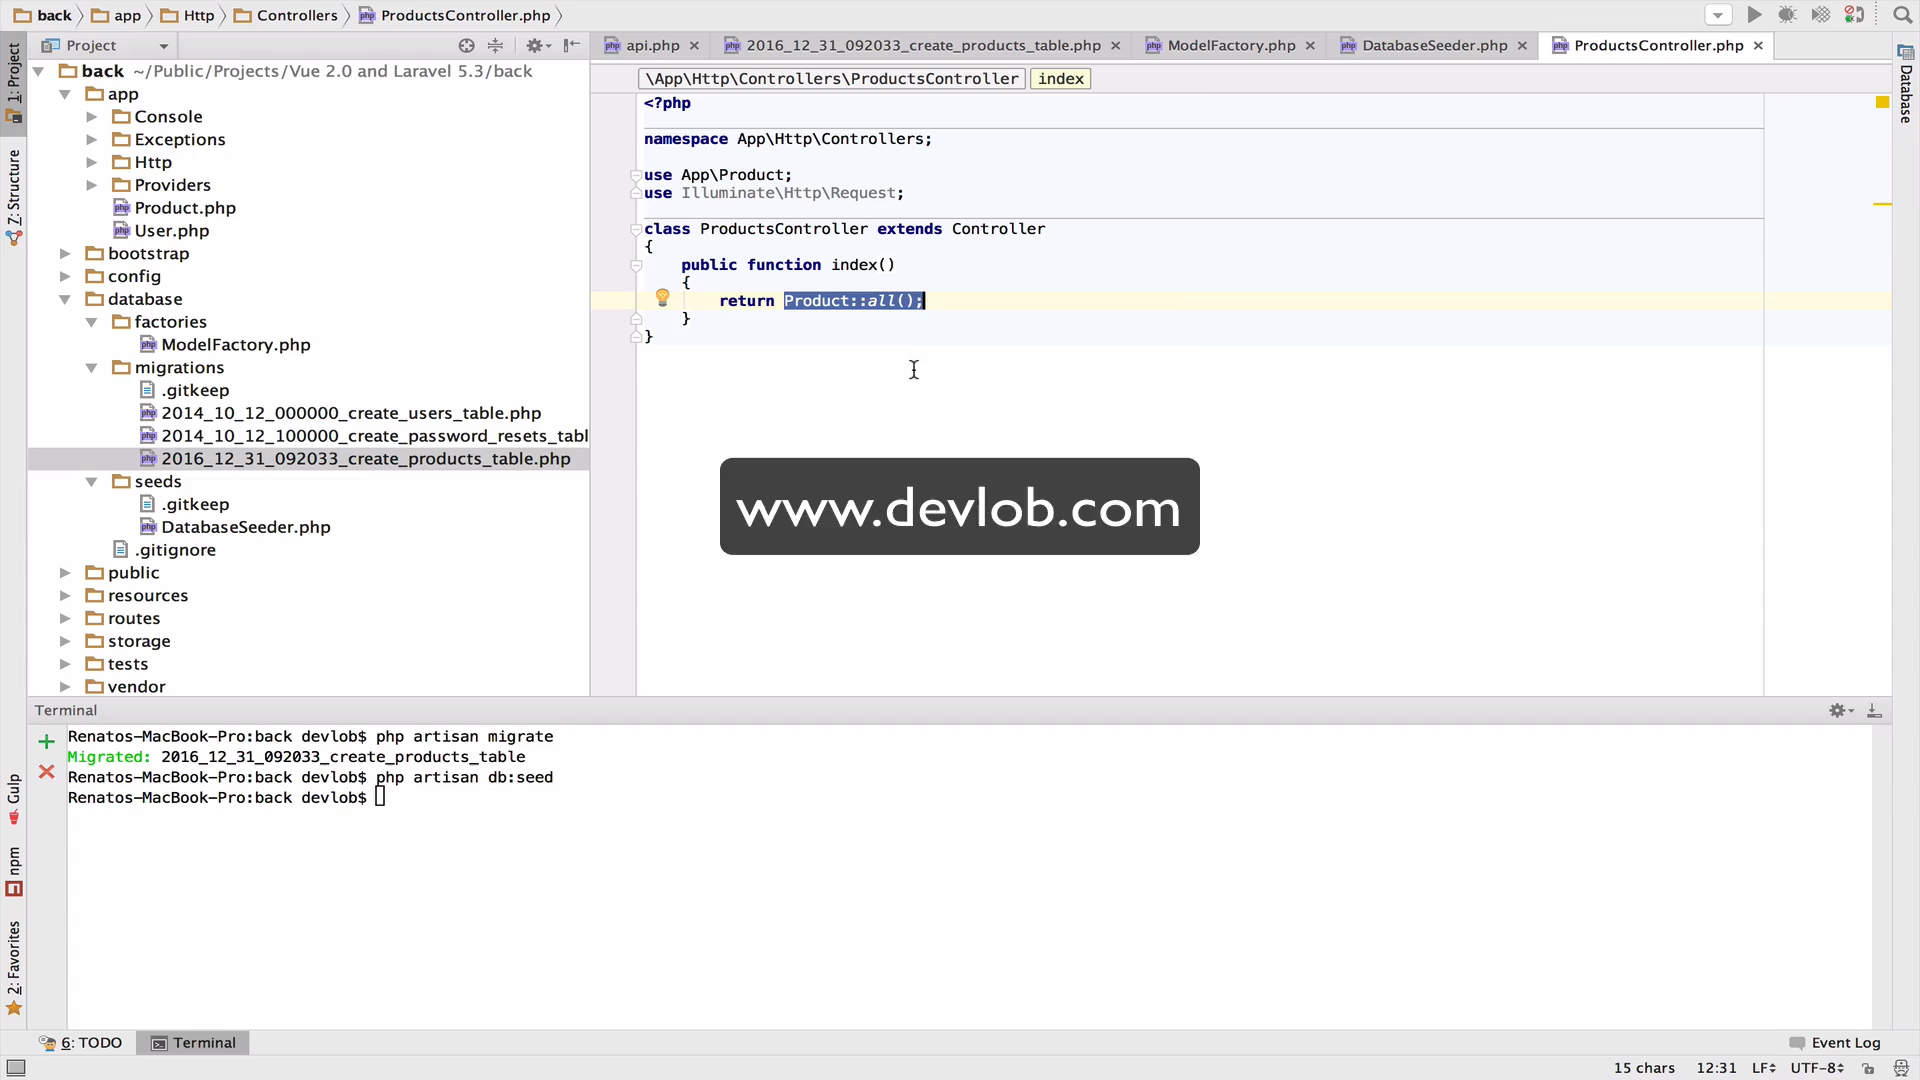 back app Http Controllers ProductsController.php
Project
api.php 2016_12_31_092033_create_products_table.php ModelFactory.php DatabaseSeeder.php ProductsController.php
1: Project
7: Structure
Gulp
npm
2: Favorites
Database
back ~/Public/Projects/Vue 2.0 and Laravel 5.3/back
app
Console
Exceptions
Http
Providers
Product.php
User.php
bootstrap
config
database
factories
ModelFactory.php
migrations
.gitkeep
2014_10_12_000000_create_users_table.php
2014_10_12_100000_create_password_resets_tabl
2016_12_31_092033_create_products_table.php
seeds
.gitkeep
DatabaseSeeder.php
.gitignore
public
resources
routes
storage
tests
vendor
\App\Http\Controllers\ProductsController index
<?php
namespace App\Http\Controllers;
use App\Product;
use Illuminate\Http\Request;
class ProductsController extends Controller
{
public function index()
{
return Product::all();
}
}
www.devlob.com
Terminal
Renatos-MacBook-Pro:back devlob$ php artisan migrate
Migrated: 2016_12_31_092033_create_products_table
Renatos-MacBook-Pro:back devlob$ php artisan db:seed
Renatos-MacBook-Pro:back devlob$
6: TODO Terminal Event Log
15 chars 12:31 LF UTF-8